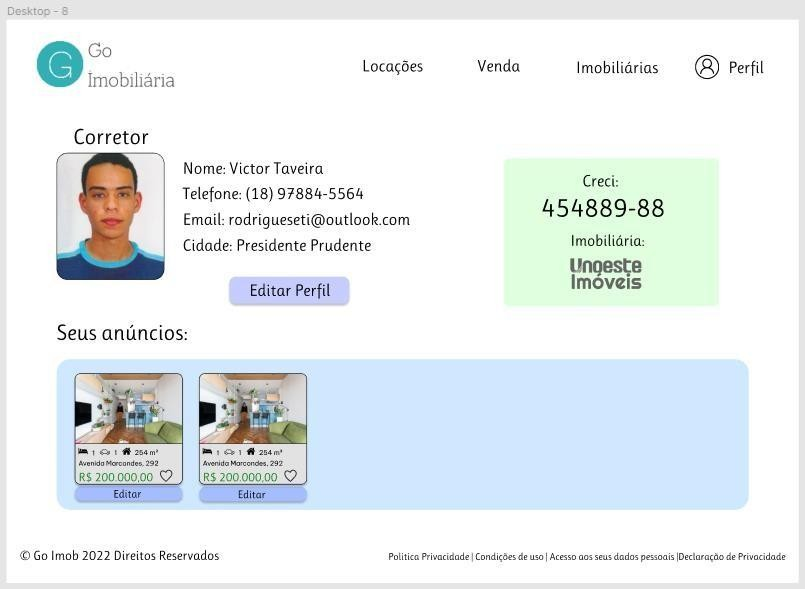 Desktop - 8
Go
Imobiliária
G
Locações
Venda
Imobiliárias
Perfil
Corretor
Nome: Victor Taveira
Telefone: (18) 97884-5564
Email: rodrigueseti@outlook.com
Cidade: Presidente Prudente
Editar Perfil
Creci:
454889-88
Imobiliária:
Unoeste
Imóveis
Seus anúncios:
1 1 254 m²
Avenida Marcondes, 292
R$ 200.000,00
Editar
1 1 254 m²
Avenida Marcondes, 292
R$ 200.000,00
Editar
© Go Imob 2022 Direitos Reservados
Politica Privacidade | Condições de uso | Acesso aos seus dados pessoais |Declaração de Privacidade